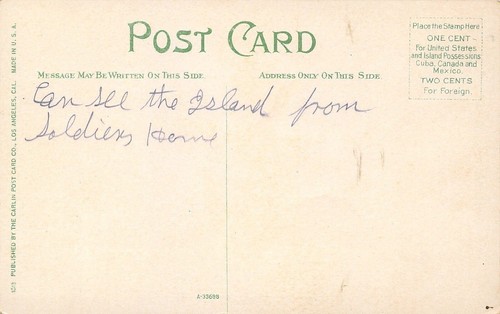 POST CARD
MESSAGE MAY BE WRITTEN ON THIS SIDE
ADDRESS ONLY ON THIS SIDE
Place the Stamp Here
ONE CENT
For United States
and Island Possessions
Cuba, Canada and
Mexico.
TWO CENTS
For Foreign.
Can see the Island from
Soldiers Home
PUBLISHED BY THE CARLIN POST CARD CO., LOS ANGELES, CAL. MADE IN U.S.A.